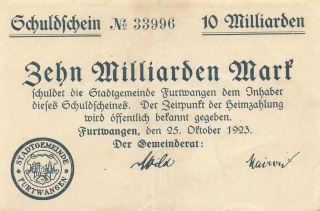 Schuldschein № 33996 10 Milliarden
Zehn Milliarden Mark
schuldet die Stadtgemeinde Furtwangen dem Inhaber
dieses Schuldscheines. Der Zeitpunkt der Heimzahlung
wird öffentlich bekannt gegeben.
Furtwangen, den 25. Oktober 1923.
Der Gemeinderat:
STADTGEMEINDE
FURTWANGEN